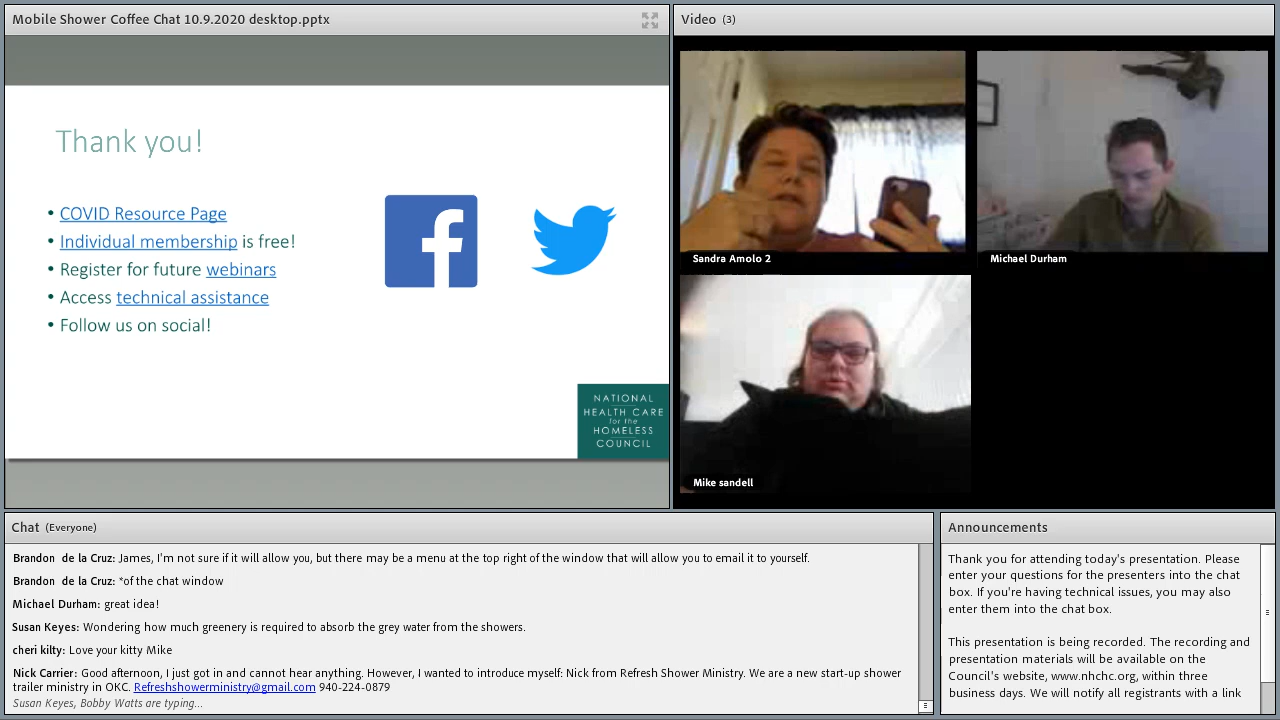 Mobile Shower Coffee Chat 10.9.2020 desktop.pptx
Thank you!
• COVID Resource Page
• Individual membership is free!
• Register for future webinars
• Access technical assistance
• Follow us on social!
NATIONAL
HEALTH CARE
for the
HOMELESS
COUNCIL
Video (3)
Sandra Amolo 2
Michael Durham
Mike sandell
Chat (Everyone)
Brandon de la Cruz: James, I'm not sure if it will allow you, but there may be a menu at the top right of the window that will allow you to email it to yourself.
Brandon de la Cruz: *of the chat window
Michael Durham: great idea!
Susan Keyes: Wondering how much greenery is required to absorb the grey water from the showers.
cheri kilty: Love your kitty Mike
Nick Carrier: Good afternoon, I just got in and cannot hear anything. However, I wanted to introduce myself: Nick from Refresh Shower Ministry. We are a new start-up shower
trailer ministry in OKC. Refreshshowerministry@gmail.com 940-224-0879
Susan Keyes, Bobby Watts are typing...
Announcements
Thank you for attending today's presentation. Please
enter your questions for the presenters into the chat
box. If you're having technical issues, you may also
enter them into the chat box.
This presentation is being recorded. The recording and
presentation materials will be available on the
Council's website, www.nhchc.org, within three
business days. We will notify all registrants with a link